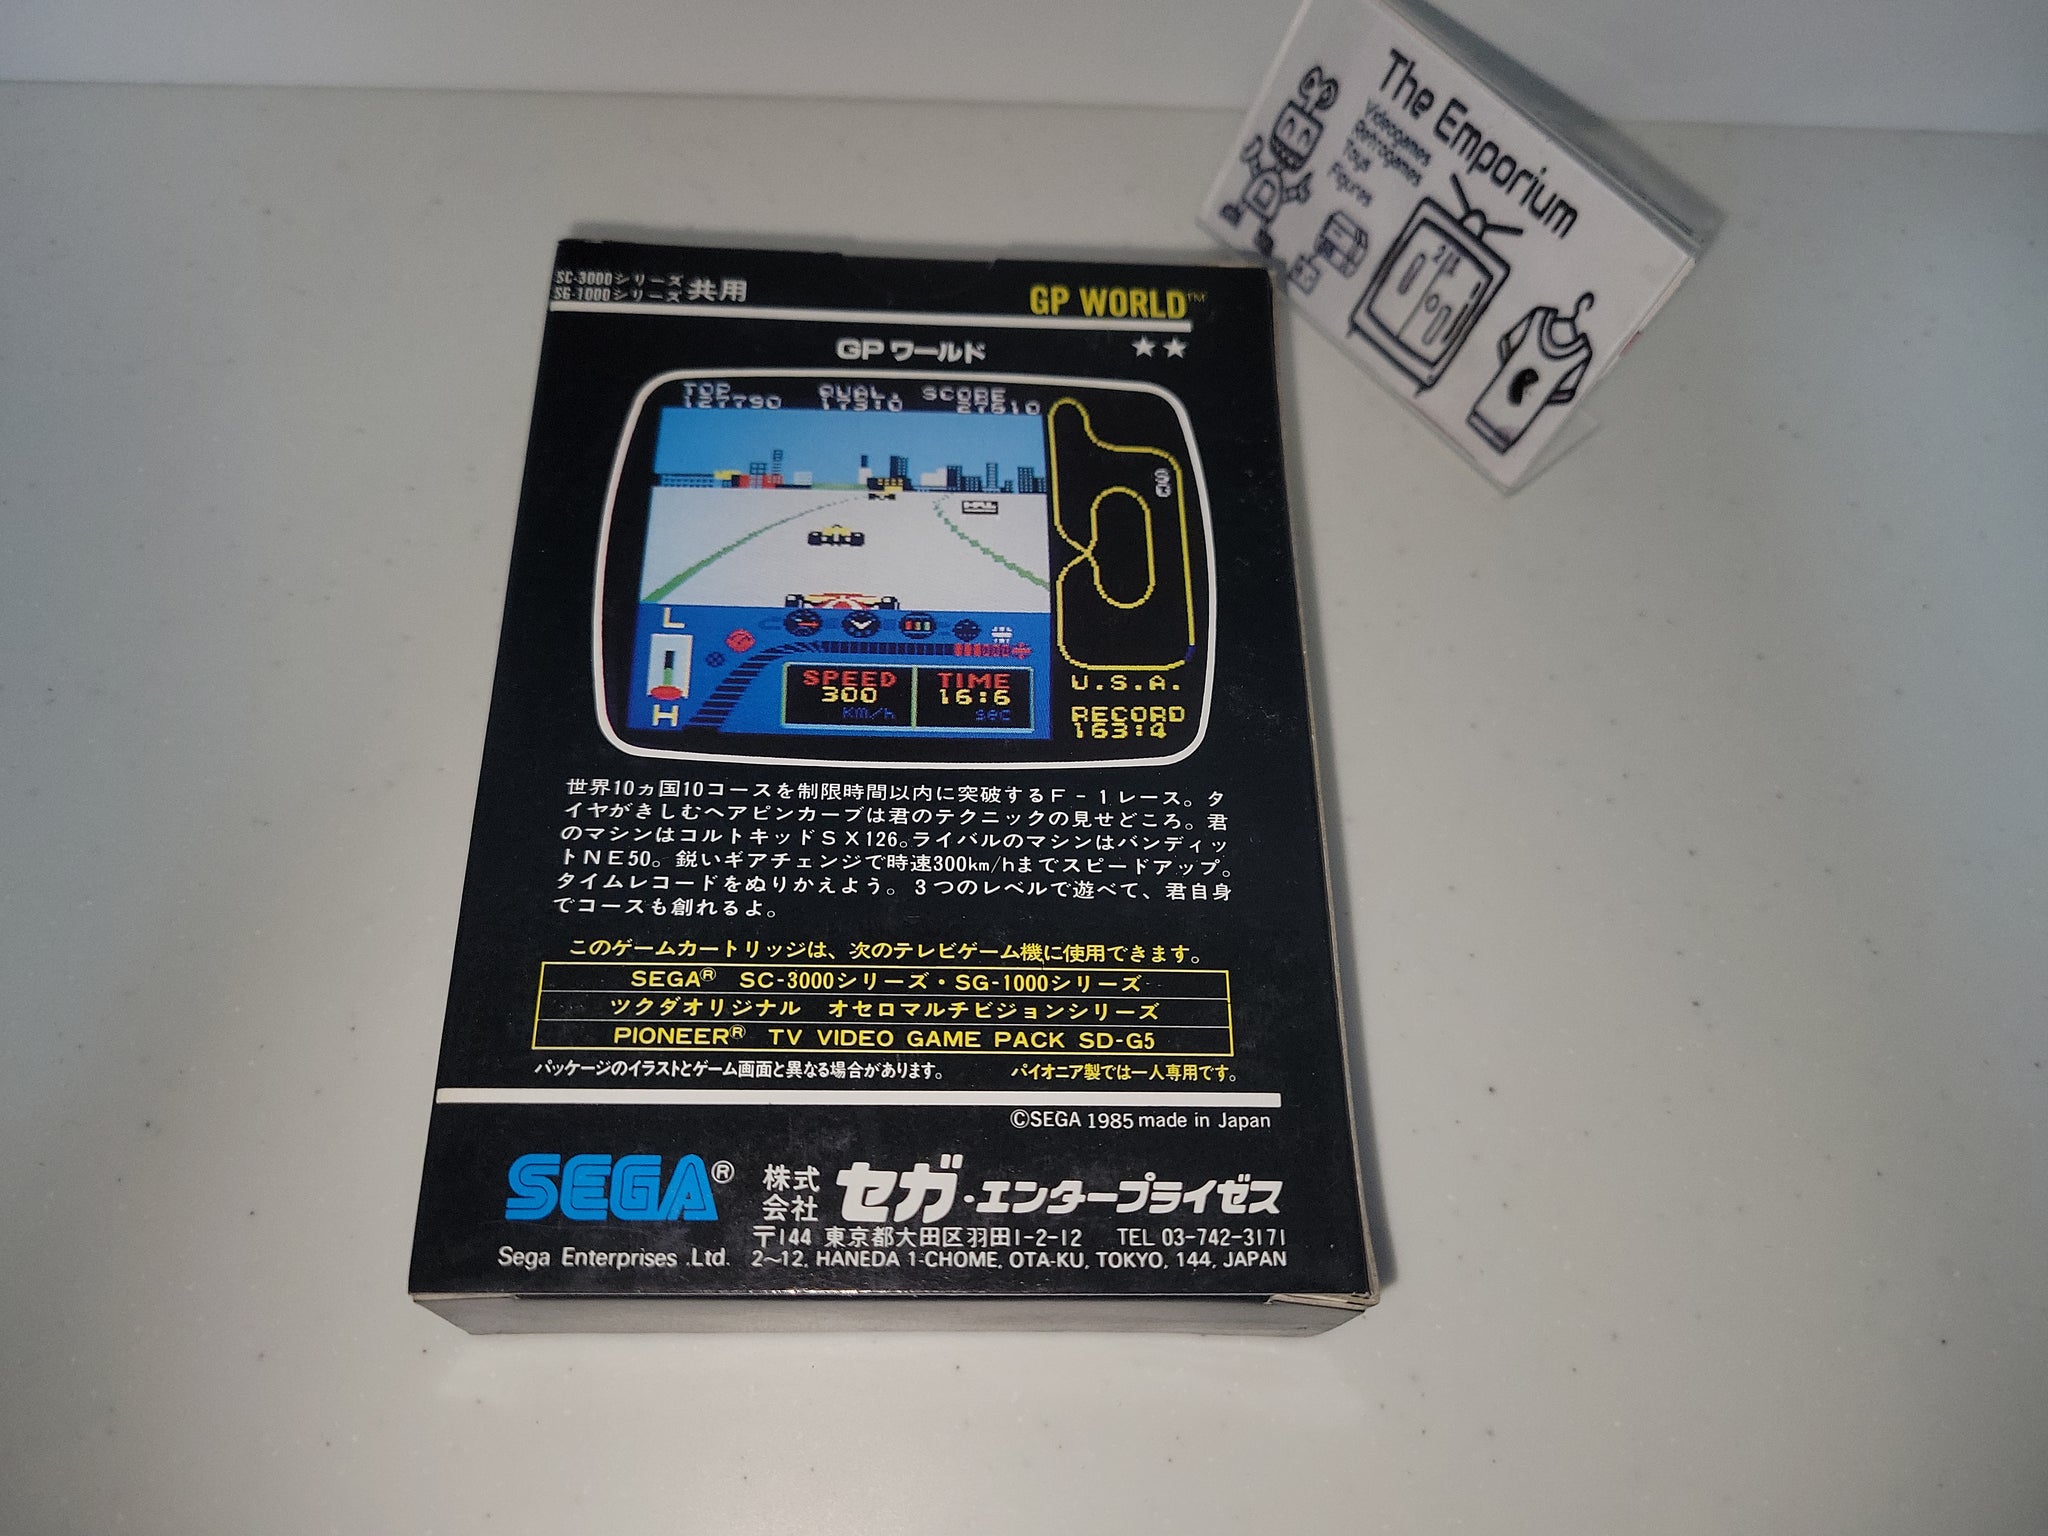 The Emporium
Videogames
Retrogames
Toys
Figures
SC-3000シリーズ
SG-1000シリーズ 共用
GP WORLD™
GP ワールド ★★
TOP QUAL. SCORE
127790 17310 27610
L
H
SPEED TIME
300 16:6
km/h sec
U.S.A.
RECORD
163:4
世界10ヵ国10コースを制限時間以内に突破するF-1レース。タ
イヤがきしむヘアピンカーブは君のテクニックの見せどころ。君
のマシンはコルトキッドSX126。ライバルのマシンはバンディッ
トNE50。鋭いギアチェンジで時速300km/hまでスピードアップ。
タイムレコードをぬりかえよう。3つのレベルで遊べて、君自身
でコースも創れるよ。
このゲームカートリッジは、次のテレビゲーム機に使用できます。
SEGA® SC-3000シリーズ・SG-1000シリーズ
ツクダオリジナル オセロマルチビジョンシリーズ
PIONEER® TV VIDEO GAME PACK SD-G5
パッケージのイラストとゲーム画面と異なる場合があります。 パイオニア製では一人専用です。
©SEGA 1985 made in Japan
SEGA® 株式会社 セガ・エンタープライゼス
〒144 東京都大田区羽田1-2-12 TEL 03-742-3171
Sega Enterprises .Ltd. 2~12, HANEDA 1-CHOME, OTA-KU, TOKYO, 144, JAPAN